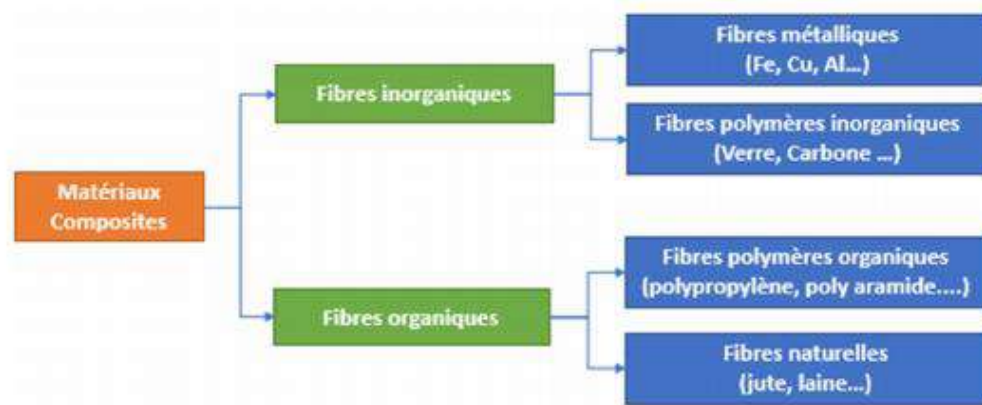 Matériaux
Composites
Fibres inorganiques
Fibres métalliques
(Fe, Cu, Al...)
Fibres polymères inorganiques
(Verre, Carbone ...)
Fibres organiques
Fibres polymères organiques
(polypropylène, poly aramide....)
Fibres naturelles
(jute, laine...)